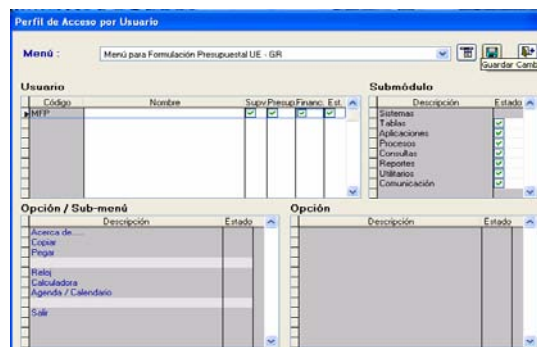 Perfil de Acceso por Usuario
Menú : Menú para Formulación Presupuestal UE - GR
Guardar Camb
Usuario
Código Nombre Supv Presup Financ. Est.
MFP
Submódulo
Descripción Estado
Sistemas
Tablas
Aplicaciones
Procesos
Consultas
Reportes
Utilitarios
Comunicación
Opción / Sub-menú
Descripción Estado
Acerca de......
Copiar
Pegar
Reloj
Calculadora
Agenda / Calendario
Salir
Opción
Descripción Estado